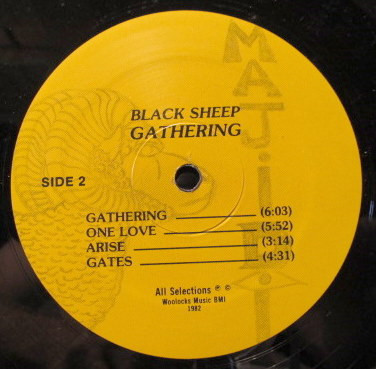 BLACK SHEEP
GATHERING
SIDE 2
GATHERING (6:03)
ONE LOVE (5:52)
ARISE (3:14)
GATES (4:31)
All Selections ℗ ©
Woolocks Music BMI
1982